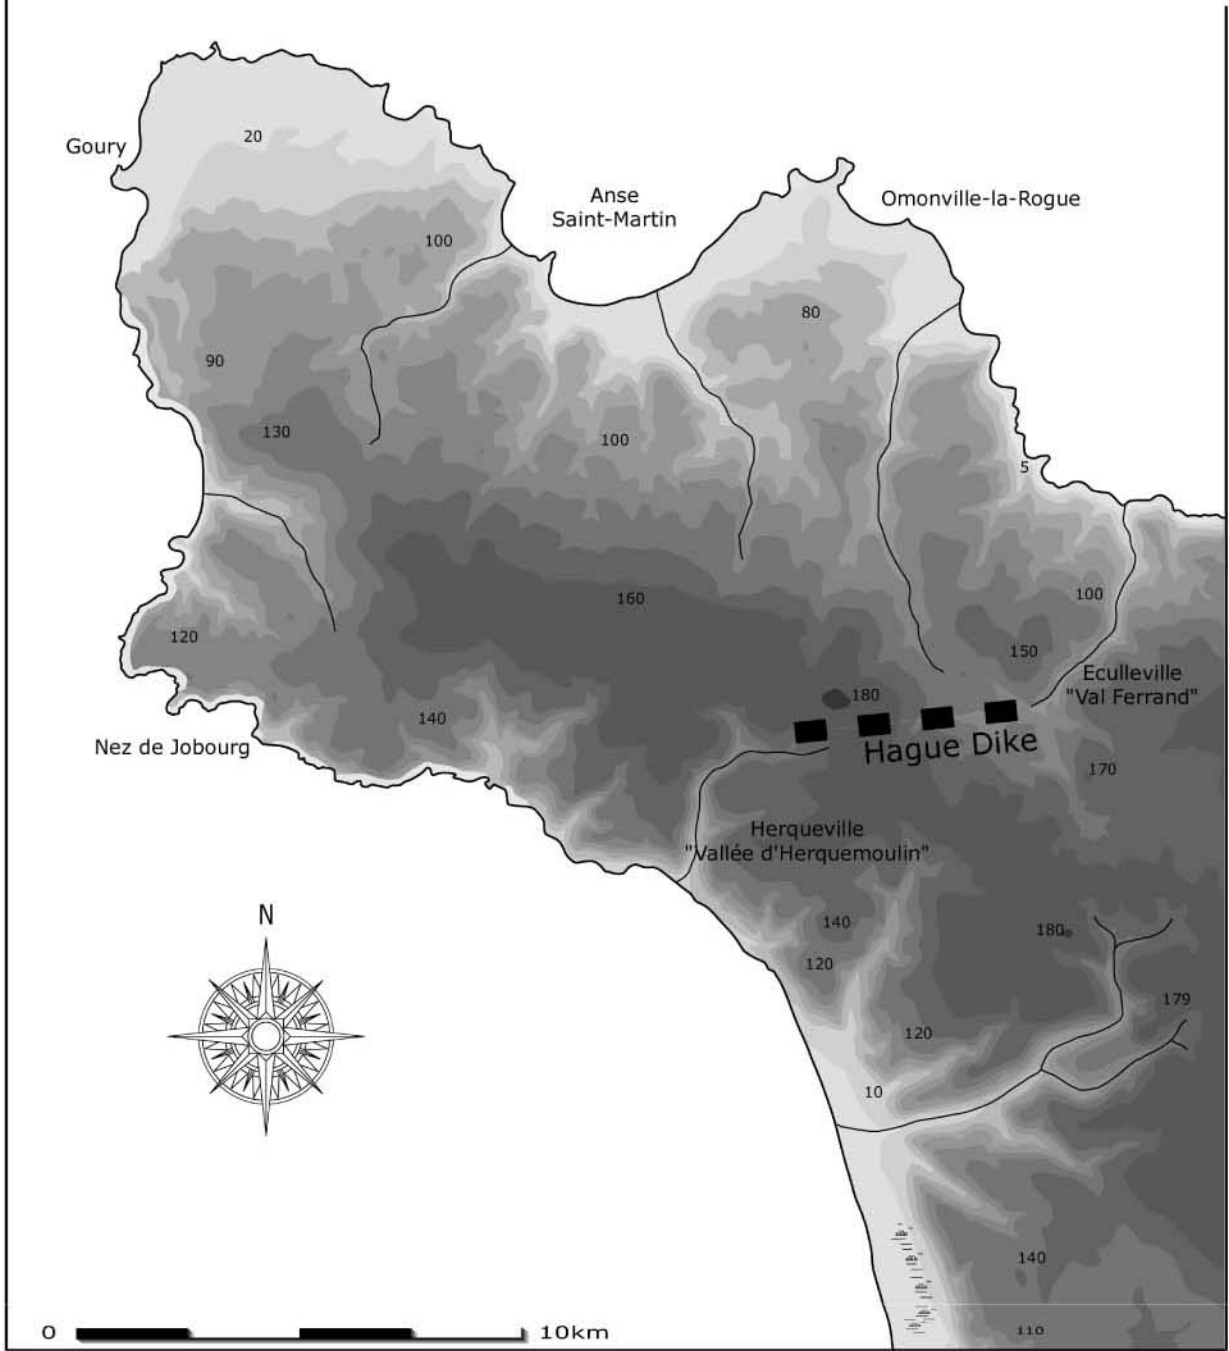 20
Goury
Anse
Saint-Martin
Omonville-la-Rogue
100
80
90
130
100
5
160
100
120
150
Eculleville
"Val Ferrand"
180
140
Nez de Jobourg
Hague Dike
170
Herqueville
"Vallée d'Herquemoulin"
N
140
180
120
179
120
10
140
110
0
10km